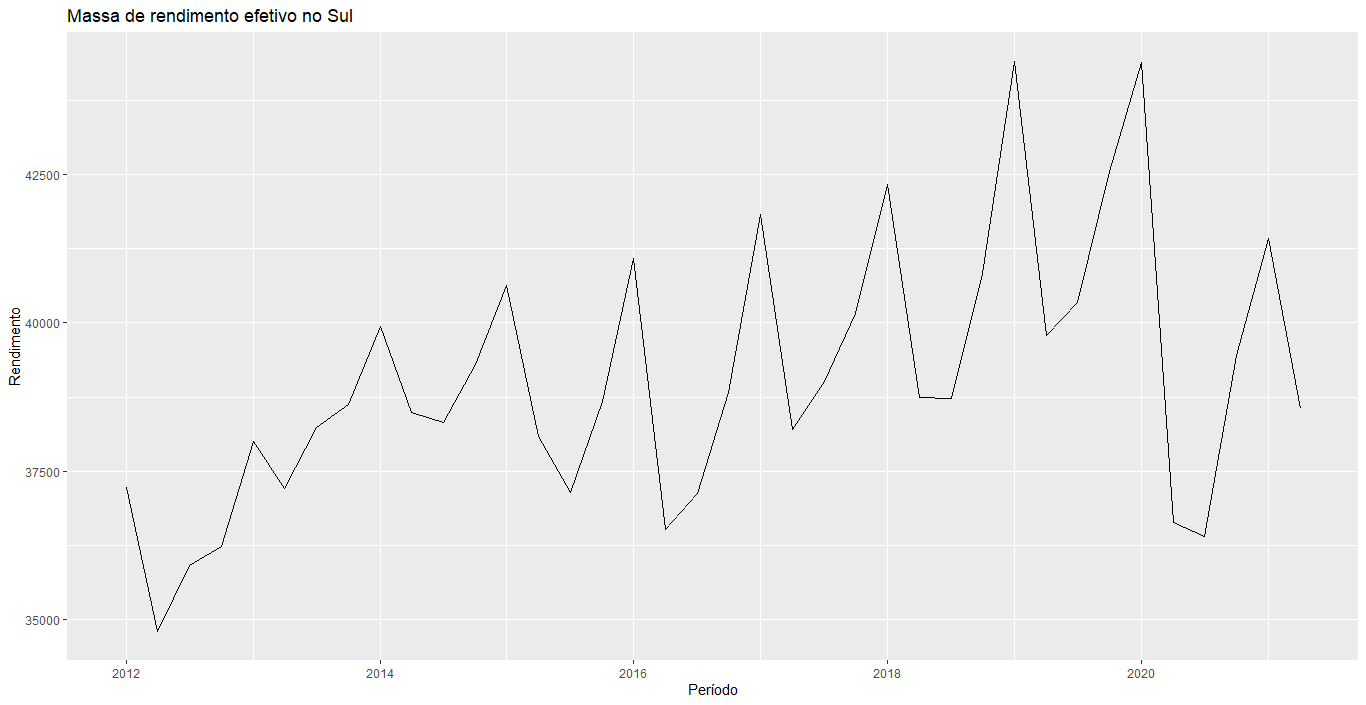 Massa de rendimento efetivo no Sul
Rendimento
42500
40000
37500
35000
2012 2014 2016 2018 2020
Período